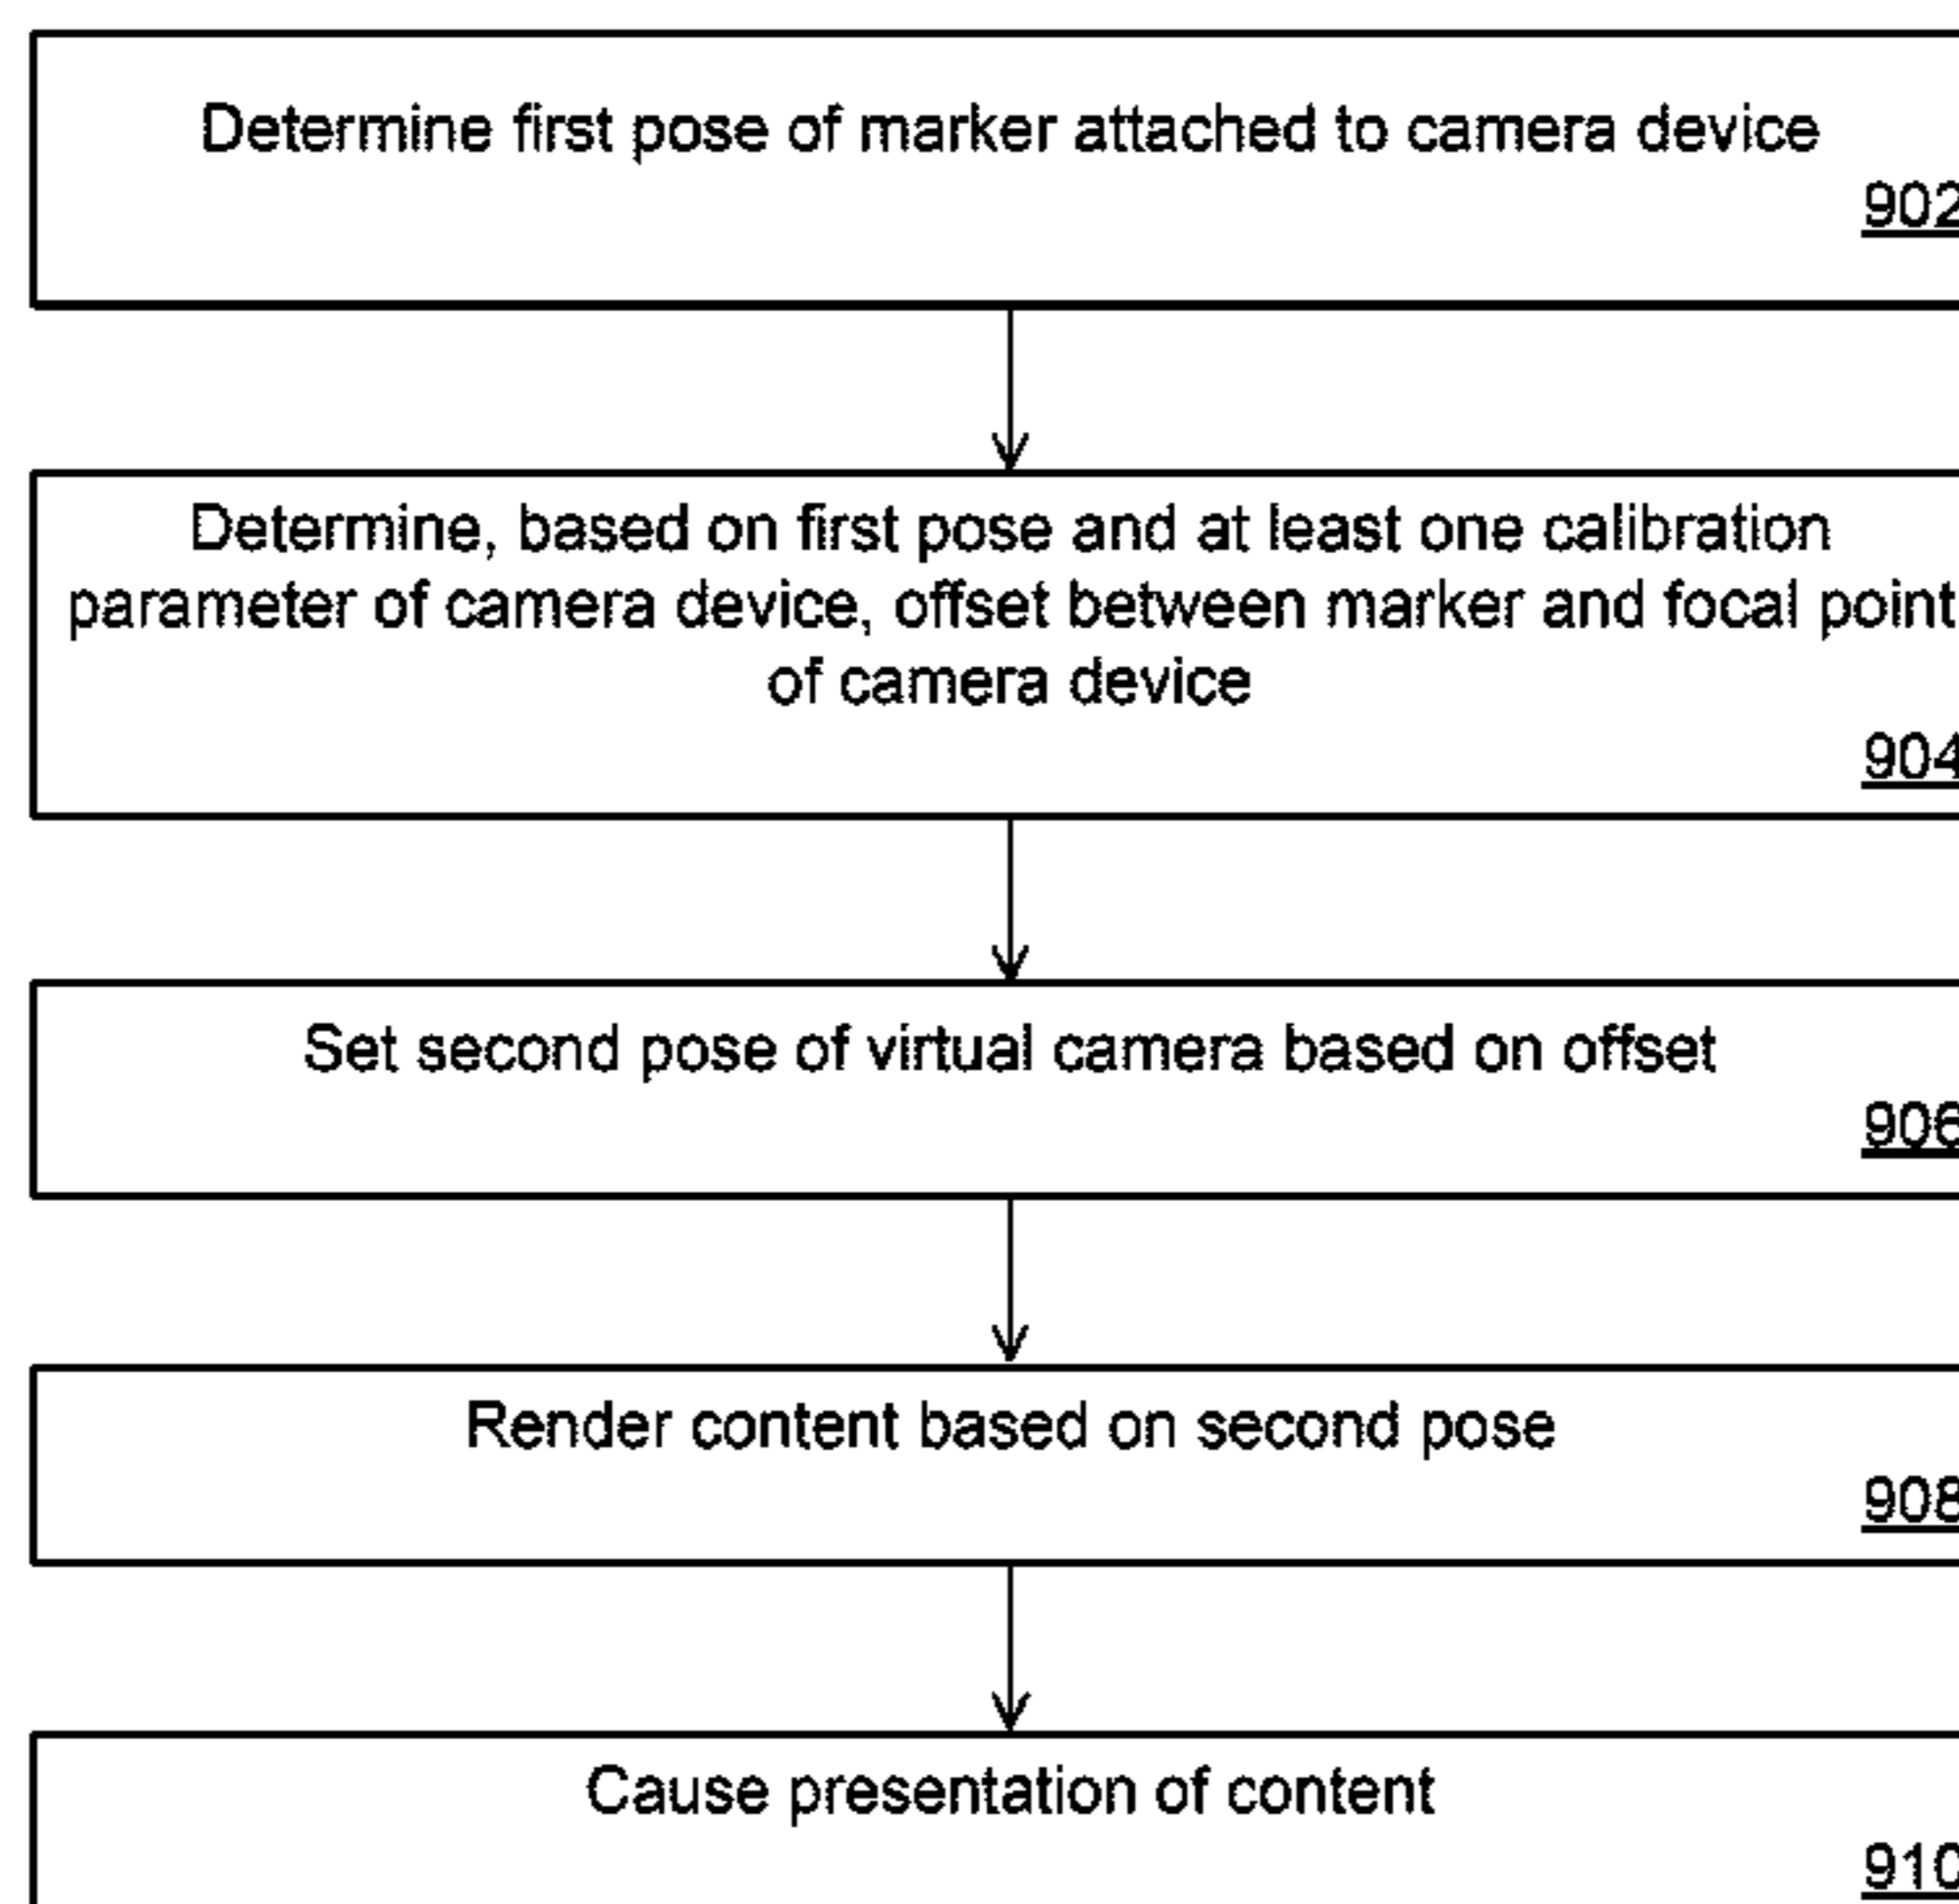 Determine first pose of marker attached to camera device
902
Determine, based on first pose and at least one calibration
parameter of camera device, offset between marker and focal point
of camera device
904
Set second pose of virtual camera based on offset
906
Render content based on second pose
908
Cause presentation of content
910